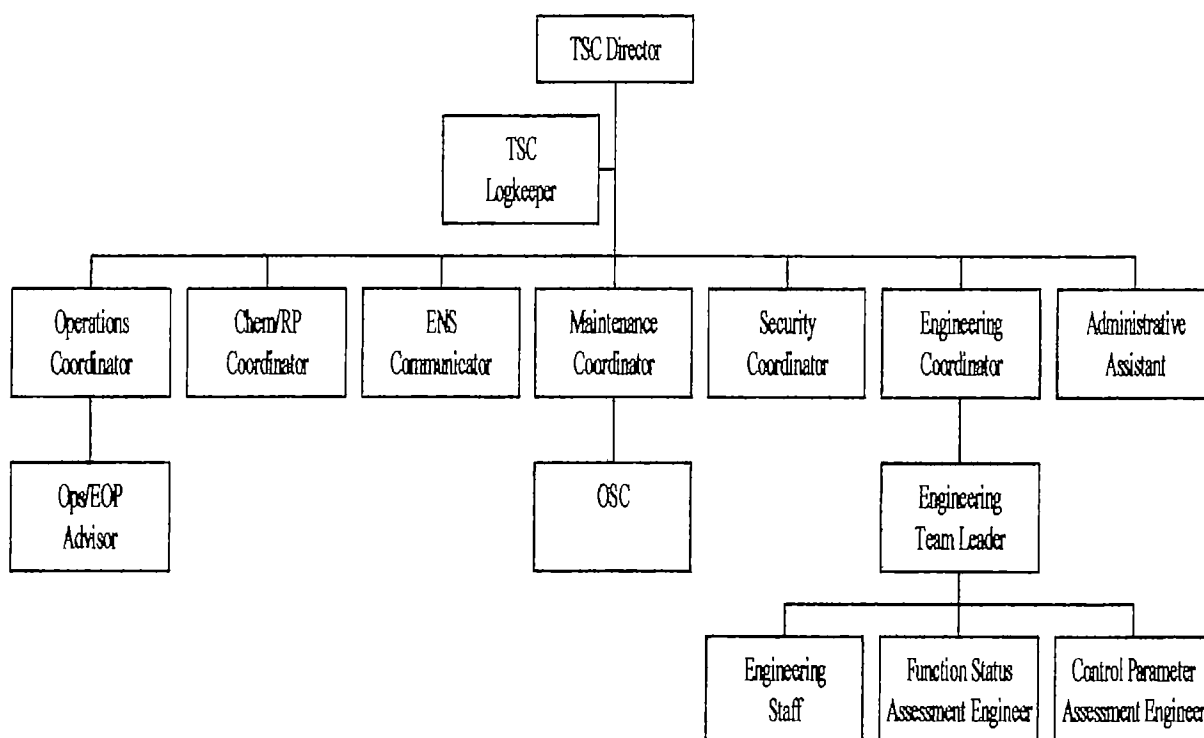 TSC Director
TSC
Logkeeper
Operations
Coordinator
Chem/RP
Coordinator
ENS
Communicator
Maintenance
Coordinator
Security
Coordinator
Engineering
Coordinator
Administrative
Assistant
Ops/EOP
Advisor
OSC
Engineering
Team Leader
Engineering
Staff
Function Status
Assessment Engineer
Control Parameter
Assessment Engineer